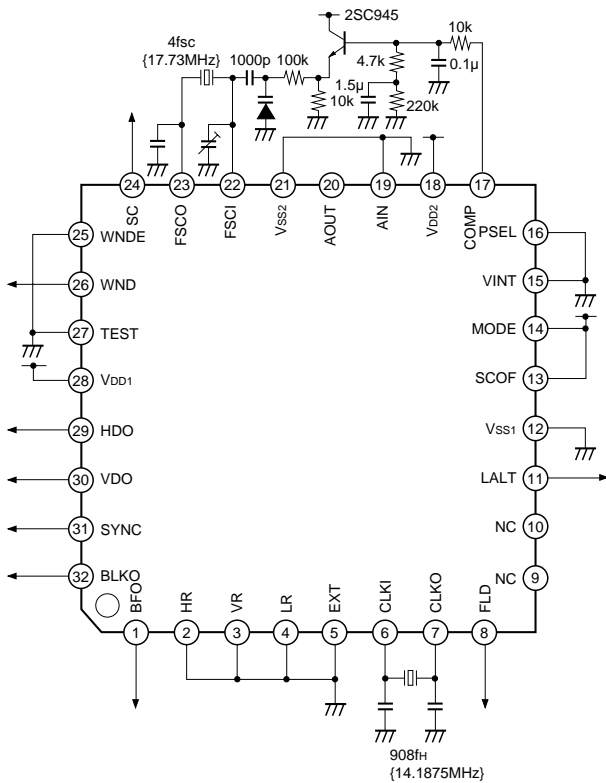 2SC945
4fsc
{17.73MHz}
1000p
100k
10k
4.7k
0.1µ
1.5µ
10k
220k
24
23
22
21
20
19
18
17
SC
FSCO
FSCI
VSS2
AOUT
AIN
VDD2
COMP
25
WNDE
26
WND
27
TEST
28
VDD1
29
HDO
30
VDO
31
SYNC
32
BLKO
PSEL
16
VINT
15
MODE
14
SCOF
13
VSS1
12
LALT
11
NC
10
NC
9
BFO
HR
VR
LR
EXT
CLKI
CLKO
FLD
1
2
3
4
5
6
7
8
908fH
{14.1875MHz}